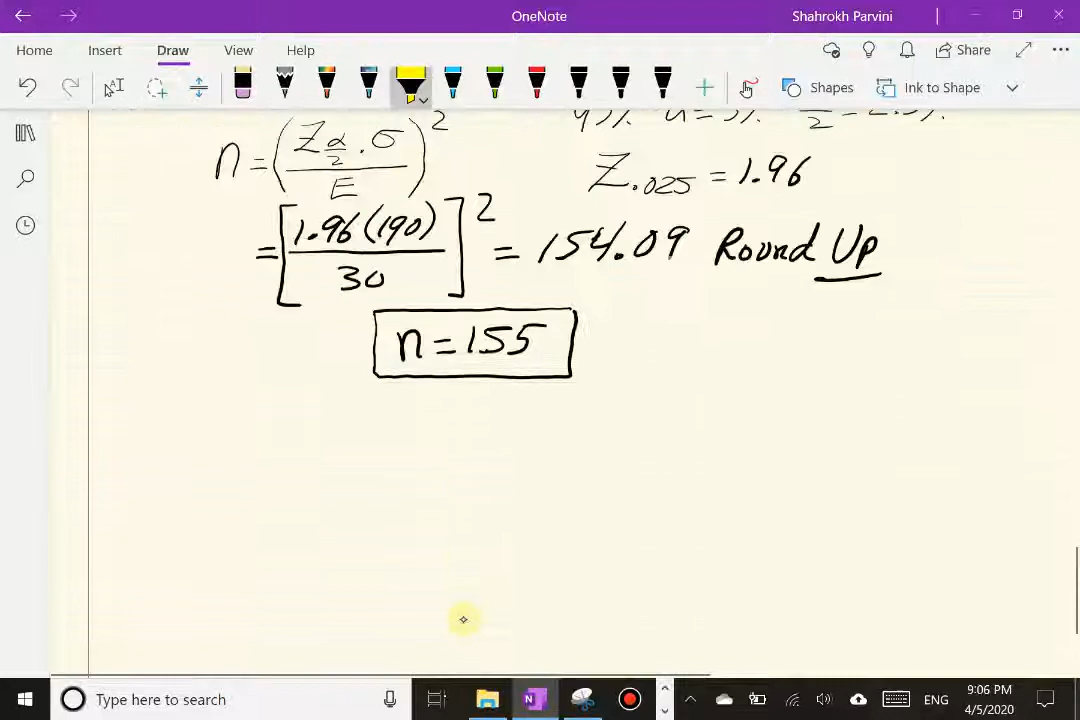 OneNote
Shahrokh Parvini
Home Insert Draw View Help
Share
Shapes
Ink to Shape
n = (Z α/2 . σ / E)^2
Z .025 = 1.96
= [1.96 (190) / 30]^2 = 154.09 Round Up
n = 155
Type here to search
ENG
9:06 PM
4/5/2020